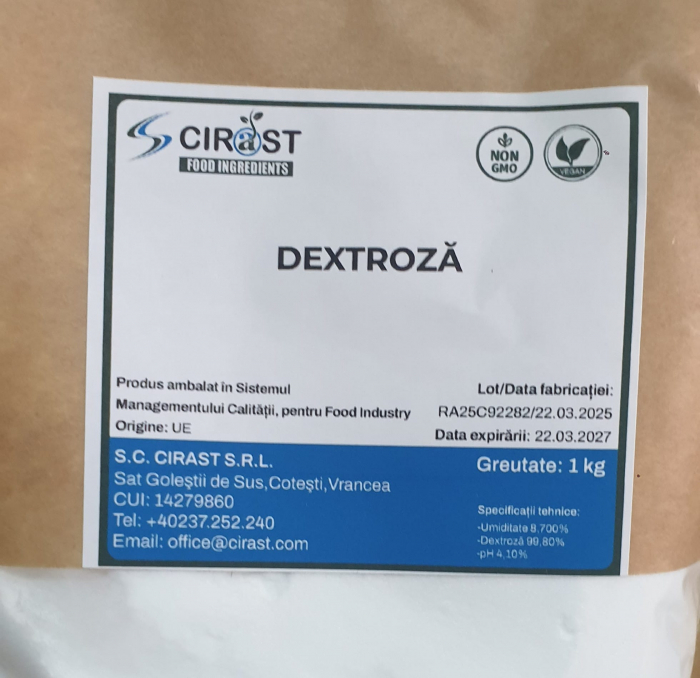 CIRAST
FOOD INGREDIENTS
NON
GMO
VEGAN
DEXTROZĂ
Produs ambalat în Sistemul
Managementului Calității, pentru Food Industry
Origine: UE
Lot/Data fabricației:
RA25C92282/22.03.2025
Data expirării: 22.03.2027
S.C. CIRAST S.R.L.
Sat Goleștii de Sus,Cotești,Vrancea
CUI: 14279860
Tel: +40237.252.240
Email: office@cirast.com
Greutate: 1 kg
Specificații tehnice:
-Umiditate 8,700%
-Dextroză 99,80%
-pH 4,10%